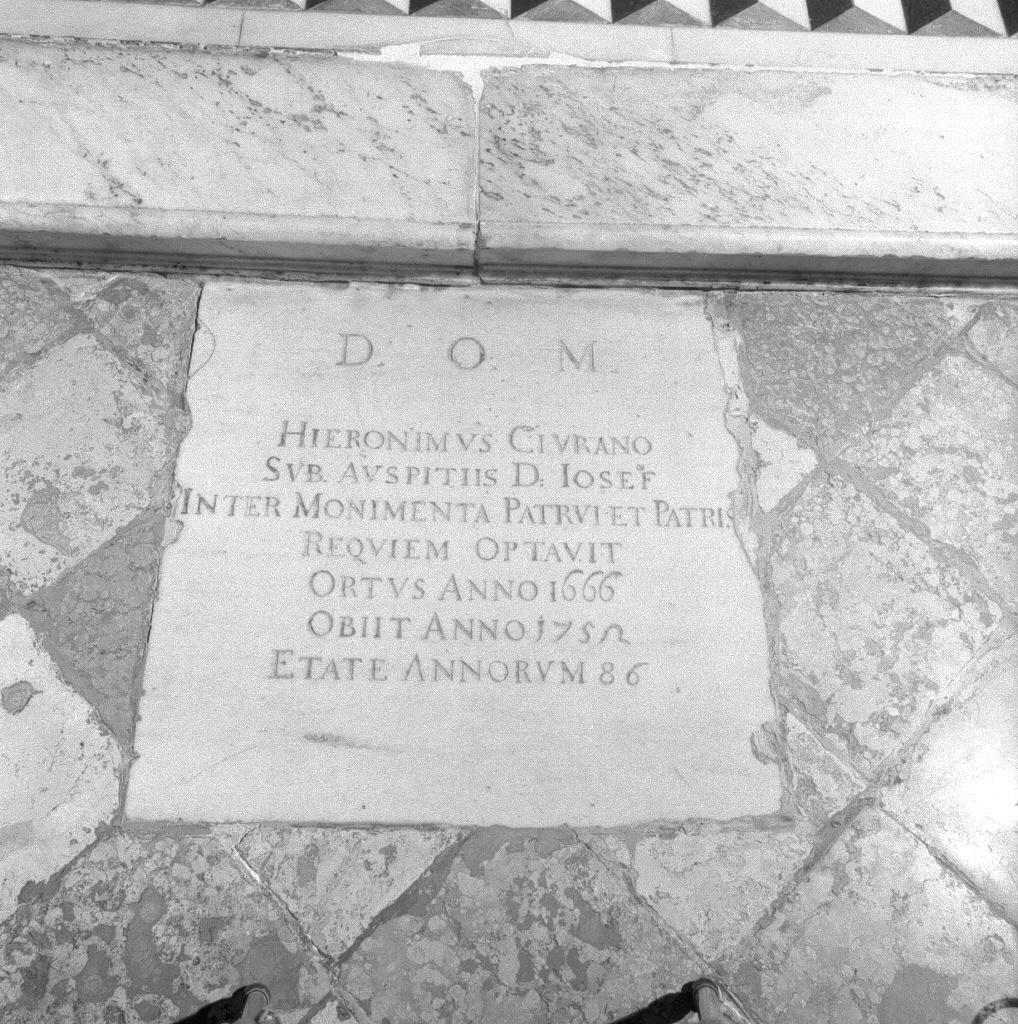 D. O. M.
HIERONIMVS CIVRANO
SVB. AVSPITIIS D: IOSEF
INTER MONIMENTA PATRVI ET PATRIS
REQVIEM OPTAVIT
ORTVS ANNO 1666
OBIIT ANNO 1752
ETATE ANNORVM 86